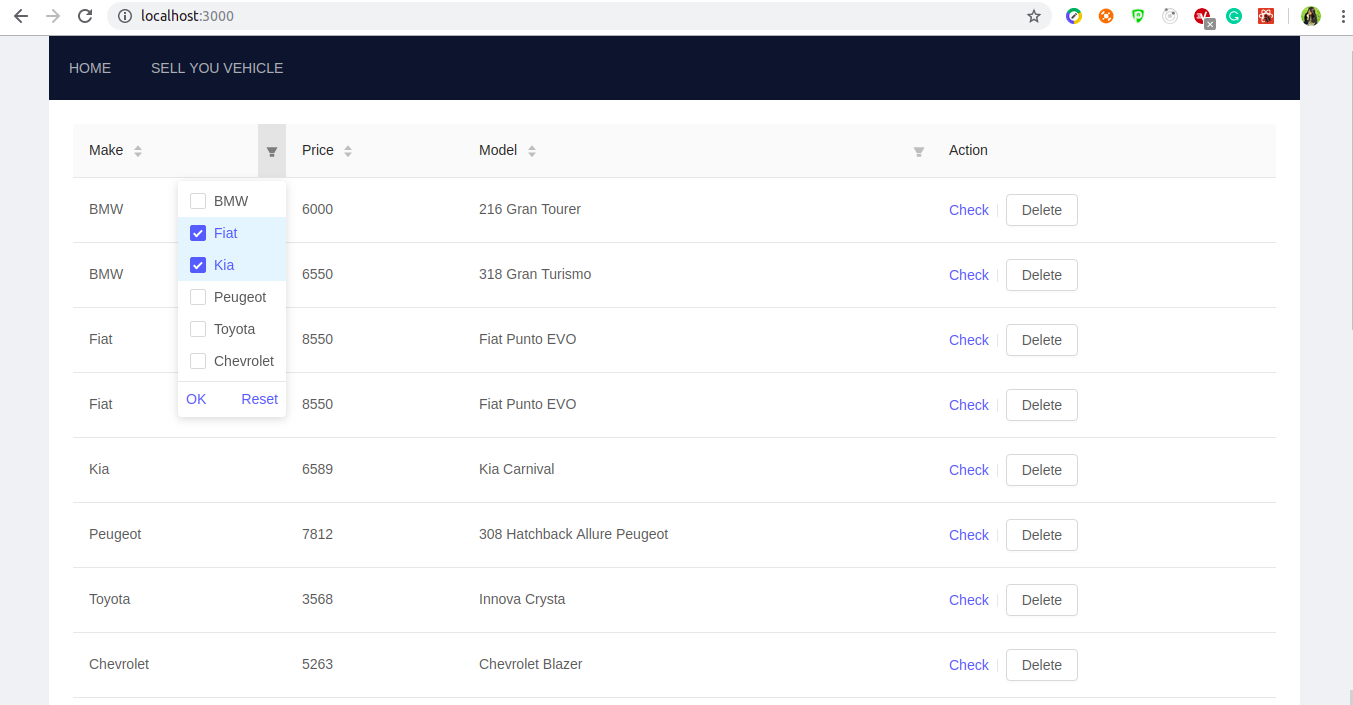 localhost:3000
HOME SELL YOU VEHICLE
Make Price Model Action
BMW 6000 216 Gran Tourer Check Delete
BMW 6550 318 Gran Turismo Check Delete
Fiat 8550 Fiat Punto EVO Check Delete
Fiat 8550 Fiat Punto EVO Check Delete
Kia 6589 Kia Carnival Check Delete
Peugeot 7812 308 Hatchback Allure Peugeot Check Delete
Toyota 3568 Innova Crysta Check Delete
Chevrolet 5263 Chevrolet Blazer Check Delete
BMW
Fiat
Kia
Peugeot
Toyota
Chevrolet
OK Reset